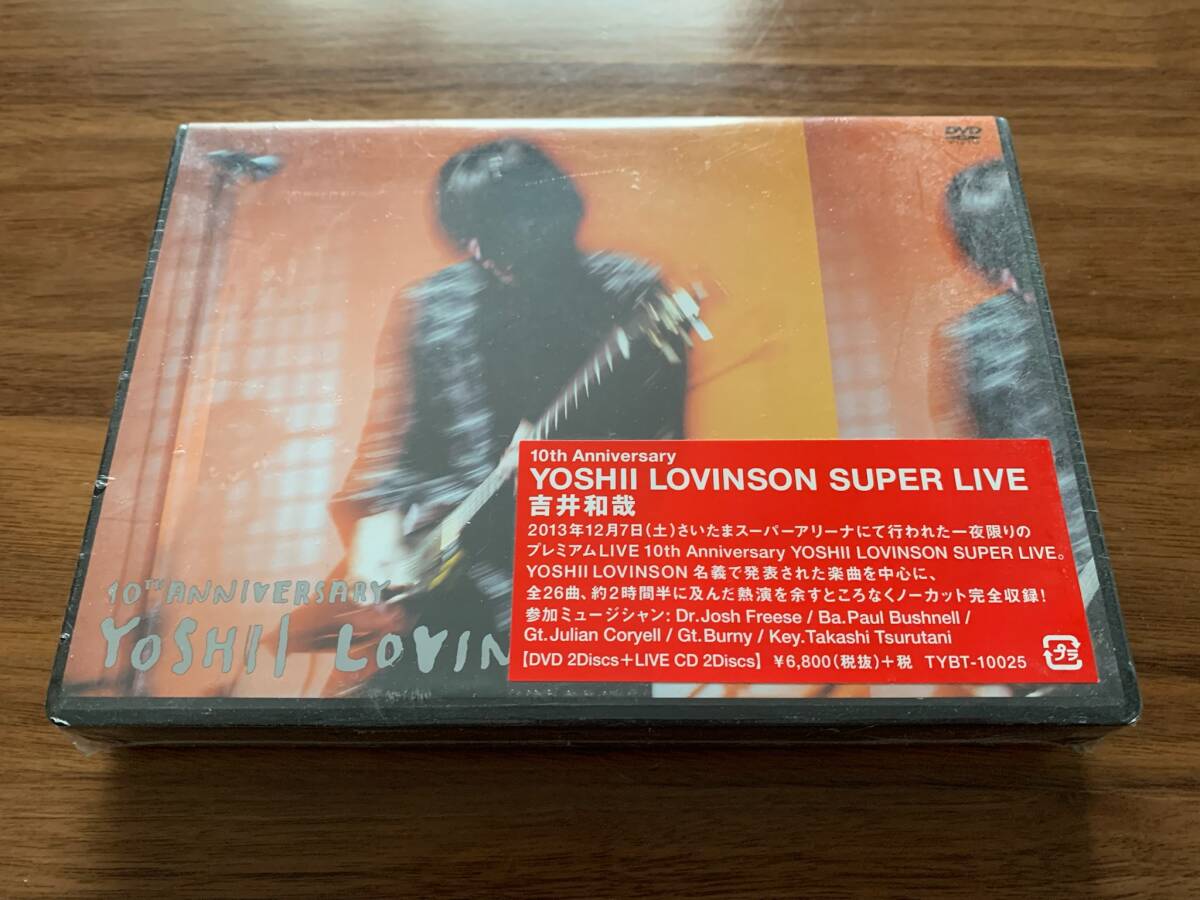 DVD
10TH ANNIVERSARY
YOSHII LOVIN
10th Anniversary
YOSHII LOVINSON SUPER LIVE
吉井和哉
2013年12月7日(土)さいたまスーパーアリーナにて行われた一夜限りの
プレミアムLIVE 10th Anniversary YOSHII LOVINSON SUPER LIVE。
YOSHII LOVINSON 名義で発表された楽曲を中心に、
全26曲、約2時間半に及んだ熱演を余すところなくノーカット完全収録!
参加ミュージシャン: Dr.Josh Freese / Ba.Paul Bushnell /
Gt.Julian Coryell / Gt.Burny / Key.Takashi Tsurutani
【DVD 2Discs+LIVE CD 2Discs】 ¥6,800(税抜)+税 TYBT-10025
プラ